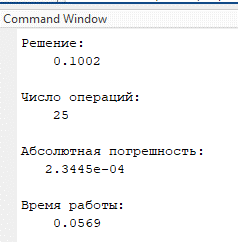 Command Window
Решение:
0.1002
Число операций:
25
Абсолютная погрешность:
2.3445e-04
Время работы:
0.0569